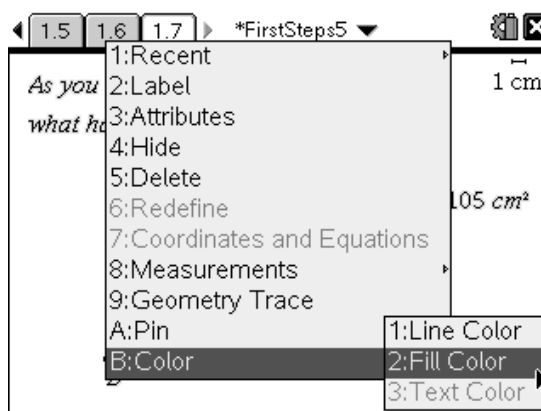 1.5 1.6 1.7 *FirstSteps5
1:Recent
As you 2:Label 1 cm
what 3:Attributes
4:Hide
5:Delete
6:Redefine 105 cm²
7:Coordinates and Equations
8:Measurements
9:Geometry Trace
A:Pin 1:Line Color
B:Color 2:Fill Color
3:Text Color